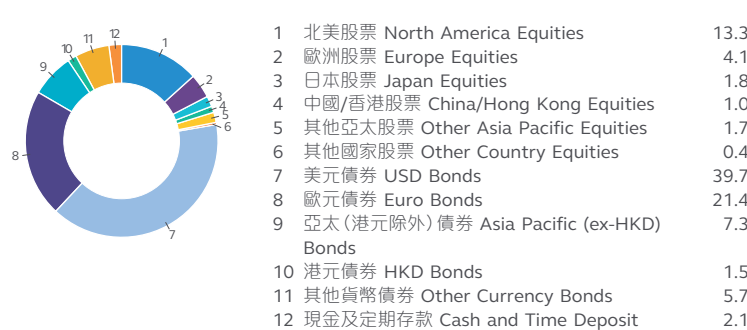 1 北美股票 North America Equities 13.3
2 歐洲股票 Europe Equities 4.1
3 日本股票 Japan Equities 1.8
4 中國/香港股票 China/Hong Kong Equities 1.0
5 其他亞太股票 Other Asia Pacific Equities 1.7
6 其他國家股票 Other Country Equities 0.4
7 美元債券 USD Bonds 39.7
8 歐元債券 Euro Bonds 21.4
9 亞太(港元除外)債券 Asia Pacific (ex-HKD) 7.3
Bonds
10 港元債券 HKD Bonds 1.5
11 其他貨幣債券 Other Currency Bonds 5.7
12 現金及定期存款 Cash and Time Deposit 2.1
1
2
3
4
5
6
7
8
9
10
11
12